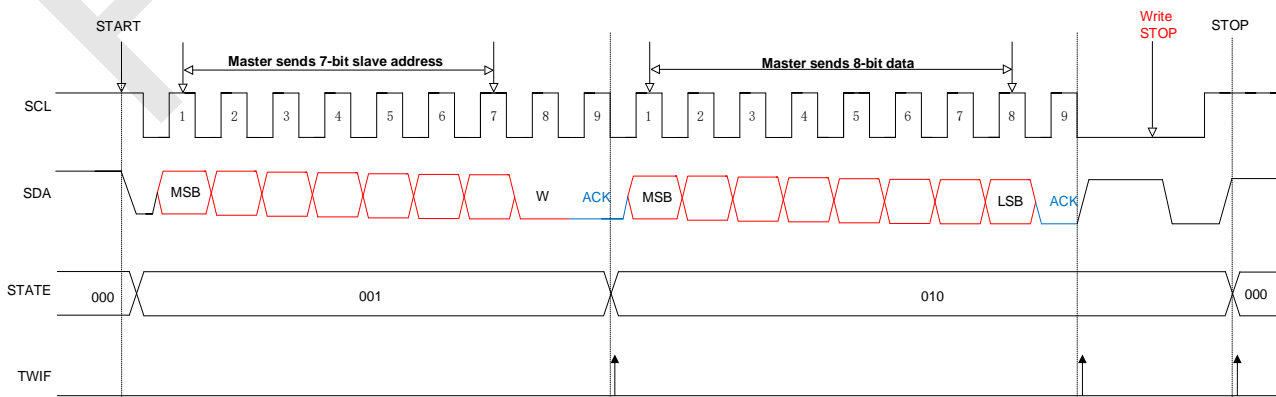 START
Write
STOP
STOP
Master sends 7-bit slave address
Master sends 8-bit data
SCL
1 2 3 4 5 6 7 8 9 1 2 3 4 5 6 7 8 9
SDA
MSB W ACK MSB LSB ACK
STATE
000 001 010 000
TWIF